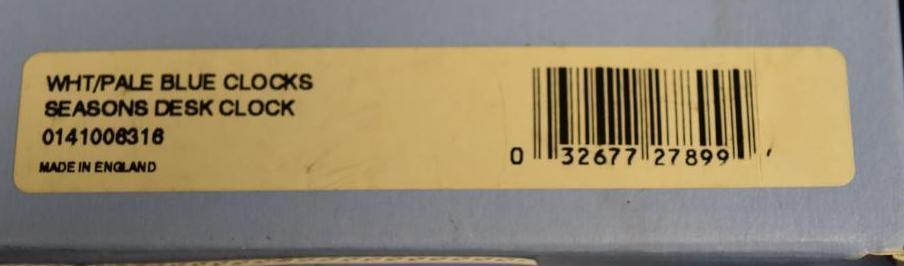 WHT/PALE BLUE CLOCKS
SEASONS DESK CLOCK
0141006316
MADE IN ENGLAND
0 32677 27899